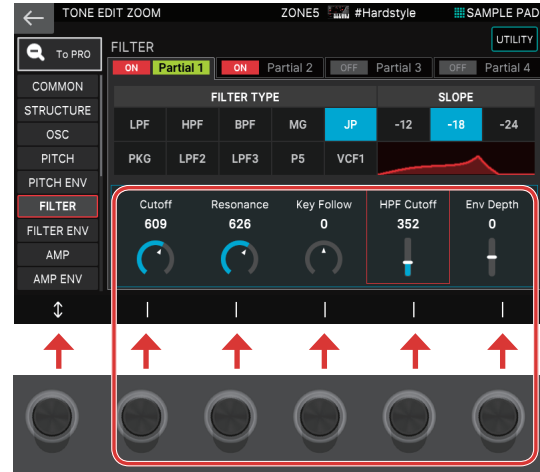 TONE EDIT ZOOM ZONE5 #Hardstyle SAMPLE PAD
To PRO
FILTER
UTILITY
ON Partial 1 ON Partial 2 OFF Partial 3 OFF Partial 4
COMMON
STRUCTURE
OSC
PITCH
PITCH ENV
FILTER
FILTER ENV
AMP
AMP ENV
FILTER TYPE SLOPE
LPF HPF BPF MG JP -12 -18 -24
PKG LPF2 LPF3 P5 VCF1
Cutoff Resonance Key Follow HPF Cutoff Env Depth
609 626 0 352 0